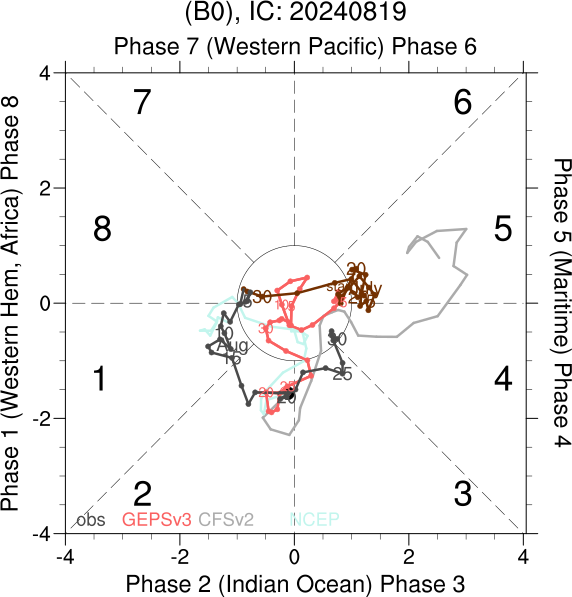 (B0), IC: 20240819
Phase 7 (Western Pacific) Phase 6
Phase 1 (Western Hem, Africa) Phase 8
Phase 5 (Maritime) Phase 4
4
2
0
-2
-4
7
6
8
5
1
4
2
3
30
10
Aug
30
30
25
20
20
obs
GEPSv3
CFSv2
NCEP
-4
-2
0
2
4
Phase 2 (Indian Ocean) Phase 3